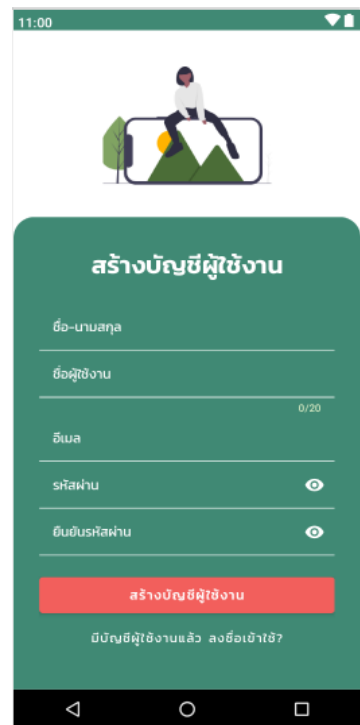 11:00
สร้างบัญชีผู้ใช้งาน
ชื่อ-นามสกุล
ชื่อผู้ใช้งาน
0/20
อีเมล
รหัสผ่าน
ยืนยันรหัสผ่าน
สร้างบัญชีผู้ใช้งาน
มีบัญชีผู้ใช้งานแล้ว ลงชื่อเข้าใช้?